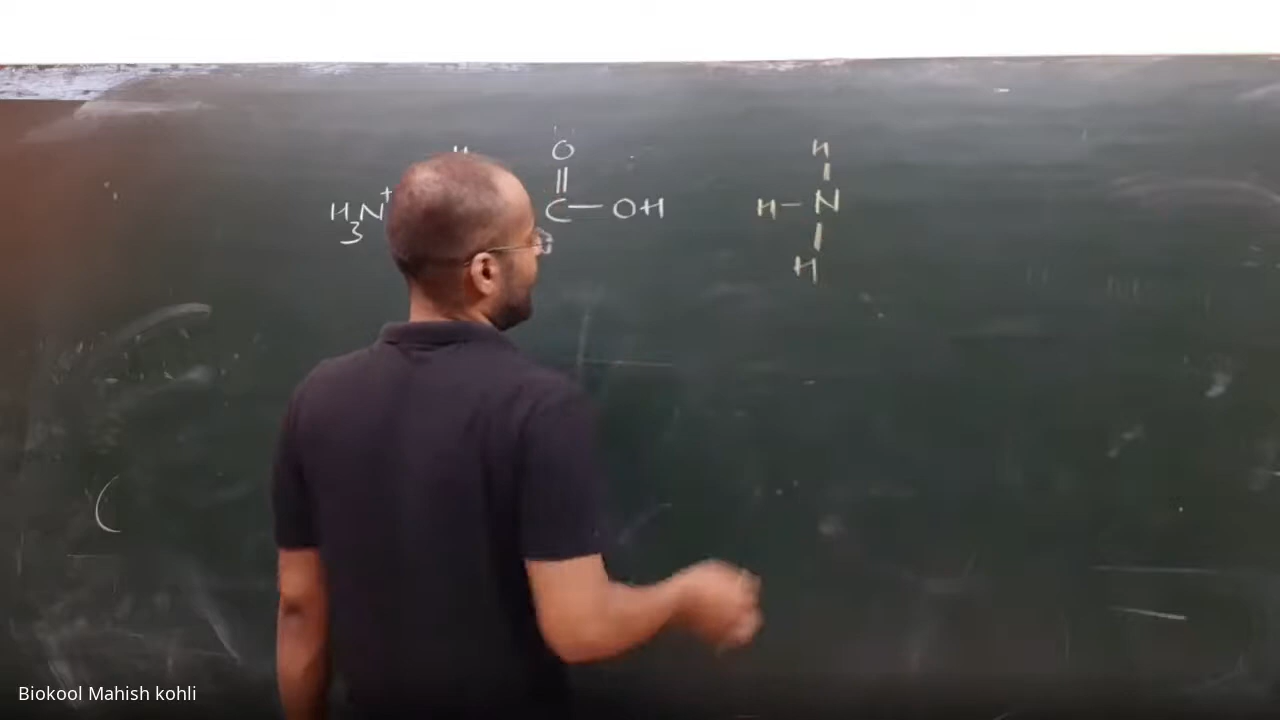 O H
||
H3N+ C — OH H — N
|
H
Biokool Mahish kohli